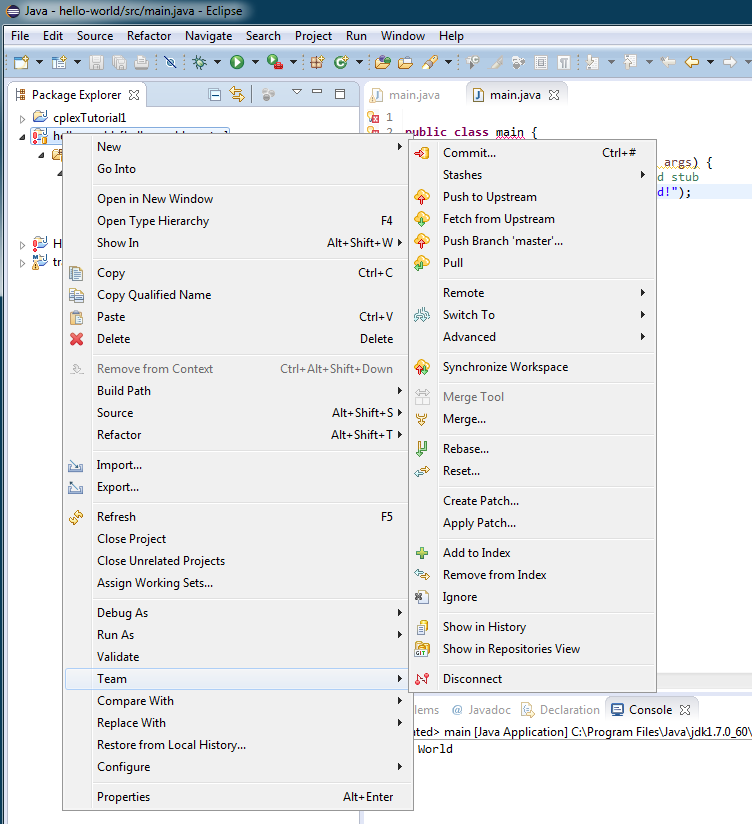 Java - hello-world/src/main.java - Eclipse
File Edit Source Refactor Navigate Search Project Run Window Help
Package Explorer
main.java
main.java
cplexTutorial1
1
2
public class main {
args) {
d stub
d!");
H
tr
New
Go Into
Open in New Window
Open Type Hierarchy F4
Show In Alt+Shift+W
Copy Ctrl+C
Copy Qualified Name
Paste Ctrl+V
Delete Delete
Remove from Context Ctrl+Alt+Shift+Down
Build Path
Source Alt+Shift+S
Refactor Alt+Shift+T
Import...
Export...
Refresh F5
Close Project
Close Unrelated Projects
Assign Working Sets...
Debug As
Run As
Validate
Team
Compare With
Replace With
Restore from Local History...
Configure
Properties Alt+Enter
Commit... Ctrl+#
Stashes
Push to Upstream
Fetch from Upstream
Push Branch 'master'...
Pull
Remote
Switch To
Advanced
Synchronize Workspace
Merge Tool
Merge...
Rebase...
Reset...
Create Patch...
Apply Patch...
Add to Index
Remove from Index
Ignore
Show in History
Show in Repositories View
Disconnect
lems @ Javadoc Declaration Console
ted> main [Java Application] C:\Program Files\Java\jdk1.7.0_60\
World